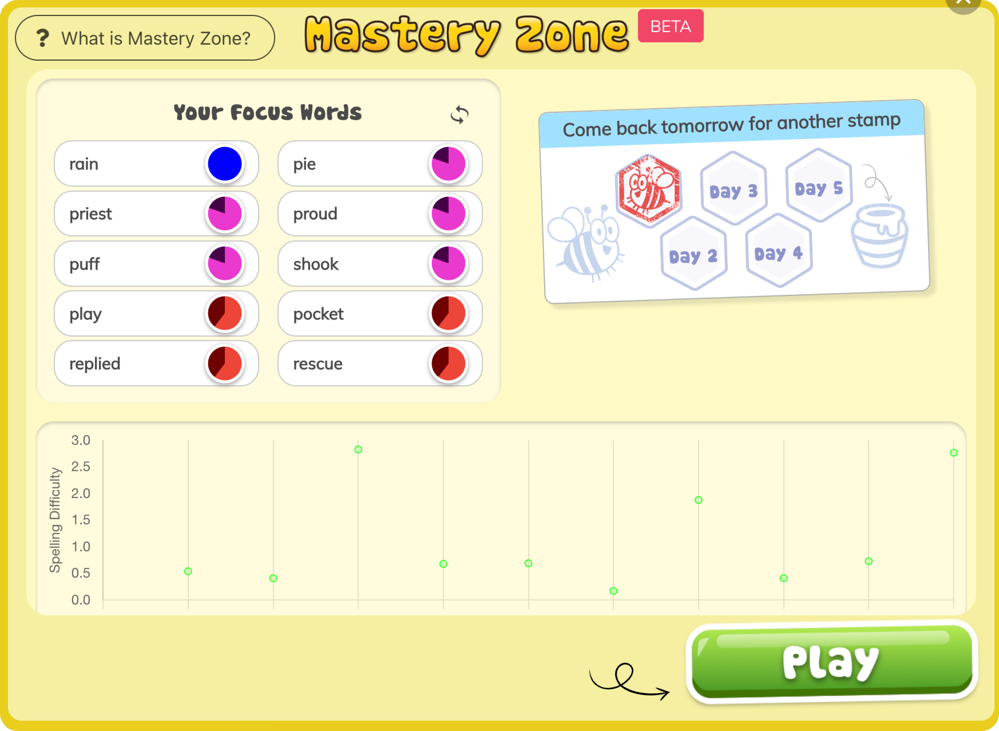 ? What is Mastery Zone?
Mastery Zone
BETA
Your Focus Words
rain
pie
priest
proud
puff
shook
play
pocket
replied
rescue
Come back tomorrow for another stamp
Day 3
Day 5
Day 2
Day 4
Spelling Difficulty
3.0
2.5
2.0
1.5
1.0
0.5
0.0
PLay